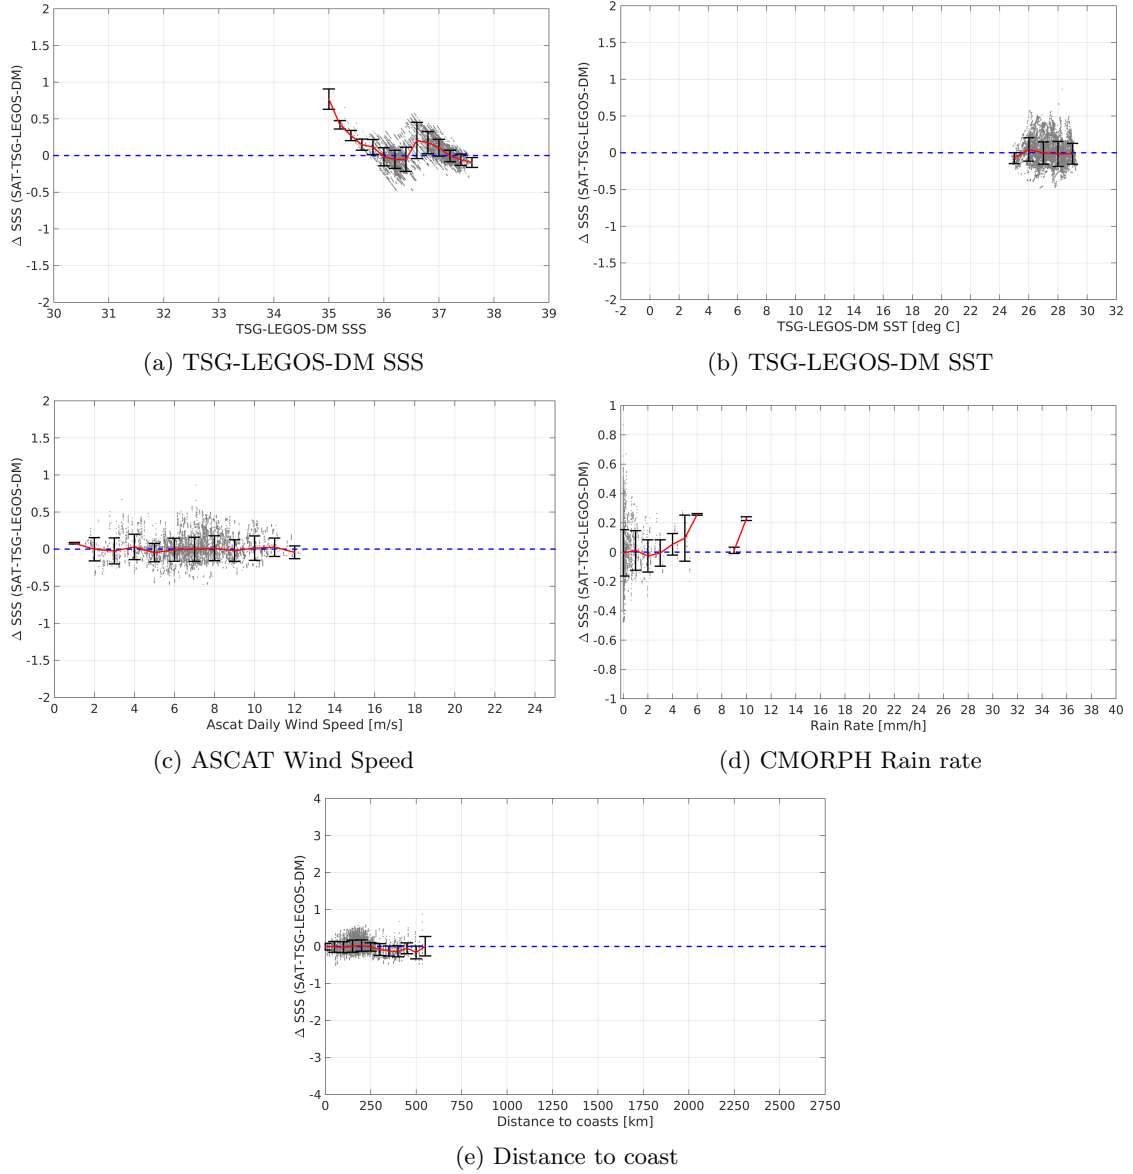 2
1.5
1
0.5
0
-0.5
-1
-1.5
-2
Δ SSS (SAT-TSG-LEGOS-DM)
30 31 32 33 34 35 36 37 38 39
TSG-LEGOS-DM SSS
(a) TSG-LEGOS-DM SSS
2
1.5
1
0.5
0
-0.5
-1
-1.5
-2
Δ SSS (SAT-TSG-LEGOS-DM)
-2 0 2 4 6 8 10 12 14 16 18 20 22 24 26 28 30 32
TSG-LEGOS-DM SST [deg C]
(b) TSG-LEGOS-DM SST
2
1.5
1
0.5
0
-0.5
-1
-1.5
-2
Δ SSS (SAT-TSG-LEGOS-DM)
0 2 4 6 8 10 12 14 16 18 20 22 24
Ascat Daily Wind Speed [m/s]
(c) ASCAT Wind Speed
1
0.8
0.6
0.4
0.2
0
-0.2
-0.4
-0.6
-0.8
-1
Δ SSS (SAT-TSG-LEGOS-DM)
0 2 4 6 8 10 12 14 16 18 20 22 24 26 28 30 32 34 36 38 40
Rain Rate [mm/h]
(d) CMORPH Rain rate
4
3
2
1
0
-1
-2
-3
-4
Δ SSS (SAT-TSG-LEGOS-DM)
0 250 500 750 1000 1250 1500 1750 2000 2250 2500 2750
Distance to coasts [km]
(e) Distance to coast